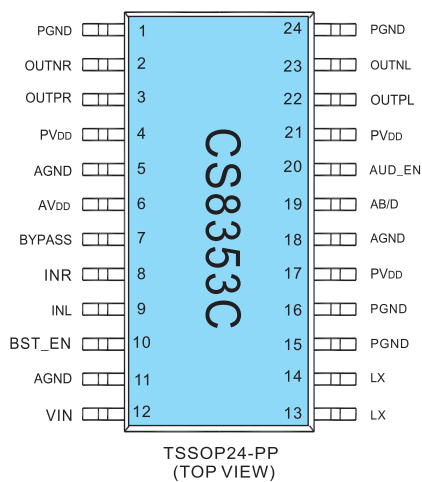 PGND 1 24 PGND
OUTNR 2 23 OUTNL
OUTPR 3 22 OUTPL
PVDD 4 21 PVDD
AGND 5 20 AUD_EN
AVDD 6 19 AB/D
BYPASS 7 18 AGND
INR 8 17 PVDD
INL 9 16 PGND
BST_EN 10 15 PGND
AGND 11 14 LX
VIN 12 13 LX
CS8353C
TSSOP24-PP
(TOP VIEW)